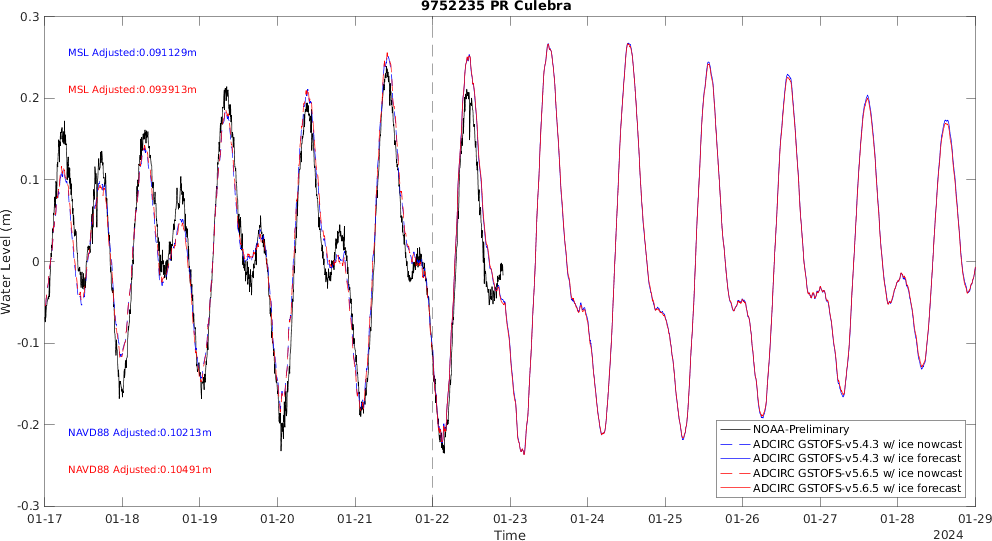 9752235 PR Culebra
0.3
0.2
0.1
0
-0.1
-0.2
-0.3
Water Level (m)
MSL Adjusted:0.091129m
MSL Adjusted:0.093913m
NAVD88 Adjusted:0.10213m
NAVD88 Adjusted:0.10491m
NOAA-Preliminary
ADCIRC GSTOFS-v5.4.3 w/ ice nowcast
ADCIRC GSTOFS-v5.4.3 w/ ice forecast
ADCIRC GSTOFS-v5.6.5 w/ ice nowcast
ADCIRC GSTOFS-v5.6.5 w/ ice forecast
01-17 01-18 01-19 01-20 01-21 01-22 01-23 01-24 01-25 01-26 01-27 01-28 01-29
Time
2024